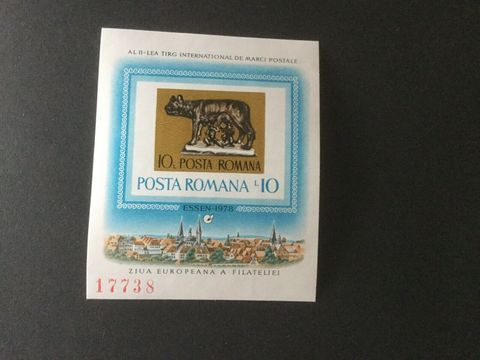 AL II-LEA TIRG INTERNATIONAL DE MARCI POSTALE
10 L POSTA ROMANA
POSTA ROMANA L10
ESSEN-1978
ZIUA EUROPEANA A FILATELIEI
17738